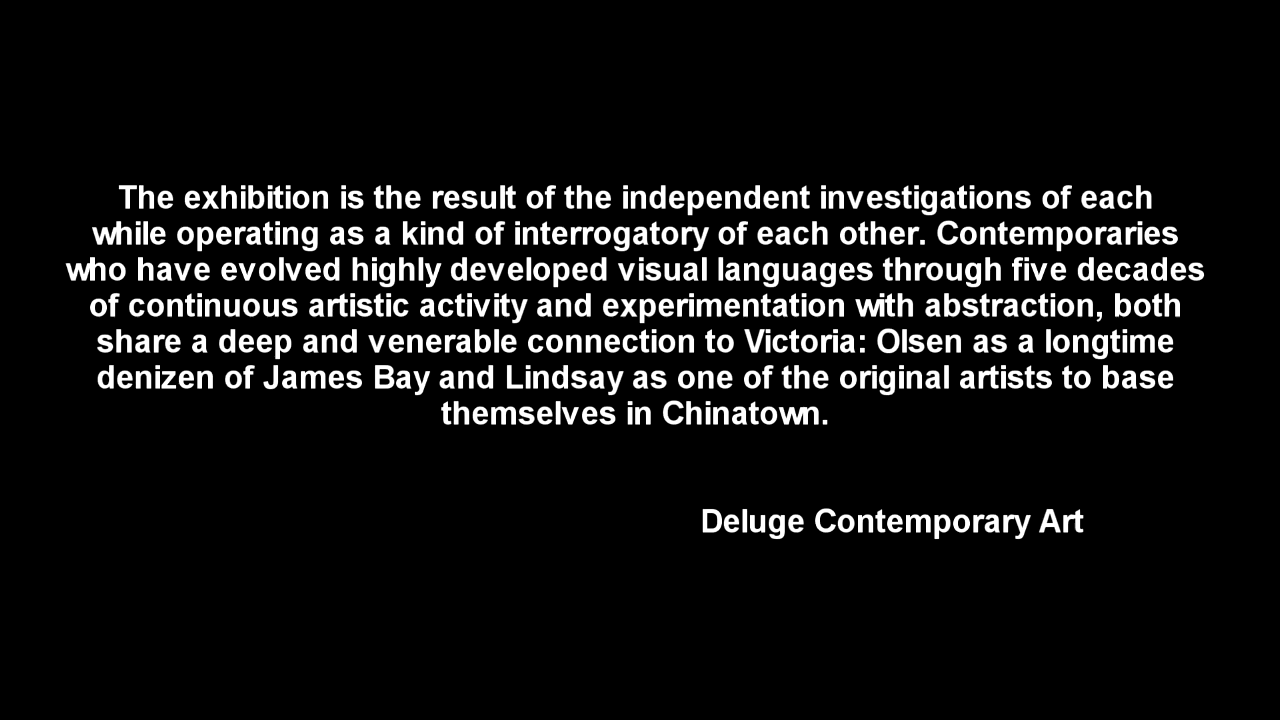 The exhibition is the result of the independent investigations of each
while operating as a kind of interrogatory of each other. Contemporaries
who have evolved highly developed visual languages through five decades
of continuous artistic activity and experimentation with abstraction, both
share a deep and venerable connection to Victoria: Olsen as a longtime
denizen of James Bay and Lindsay as one of the original artists to base
themselves in Chinatown.
Deluge Contemporary Art